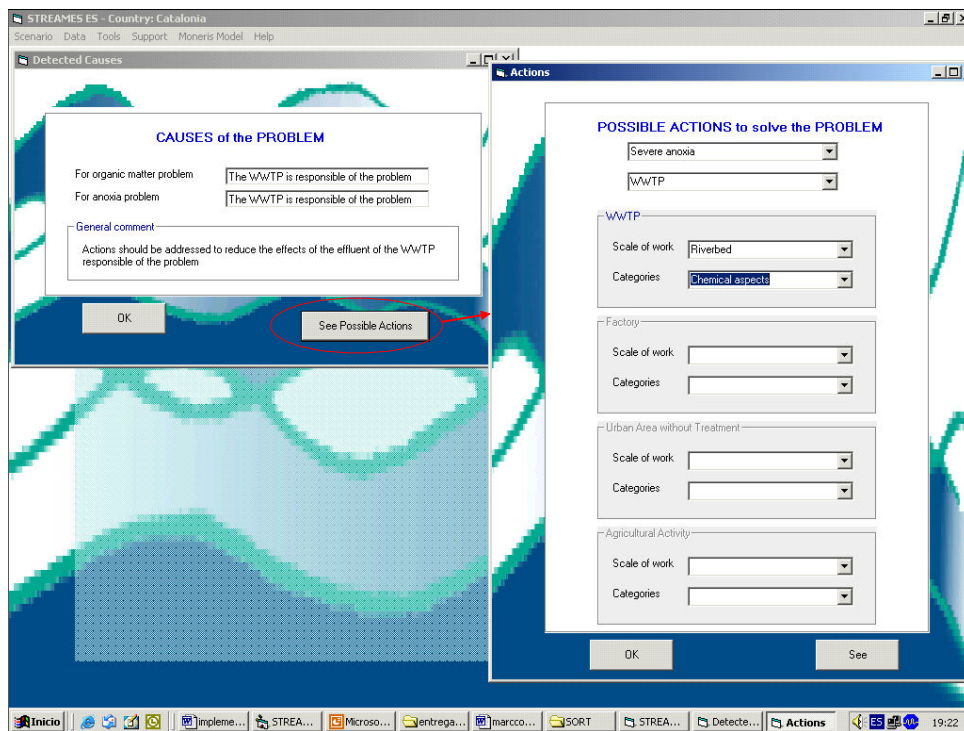 STREAMES ES - Country: Catalonia
Scenario Data Tools Support Moneris Model Help
Detected Causes
CAUSES of the PROBLEM
For organic matter problem The WWTP is responsible of the problem
For anoxia problem The WWTP is responsible of the problem
General comment
Actions should be addressed to reduce the effects of the effluent of the WWTP
responsible of the problem
OK
See Possible Actions
Actions
POSSIBLE ACTIONS to solve the PROBLEM
Severe anoxia
WWTP
WWTP
Scale of work Riverbed
Categories Chemical aspects
Factory
Scale of work
Categories
Urban Area without Treatment
Scale of work
Categories
Agricultural Activity
Scale of work
Categories
OK
See
Inicio impleme... STREA... Microso... entrega... marcco... SORT STREA... Detecte... Actions ES 19:22